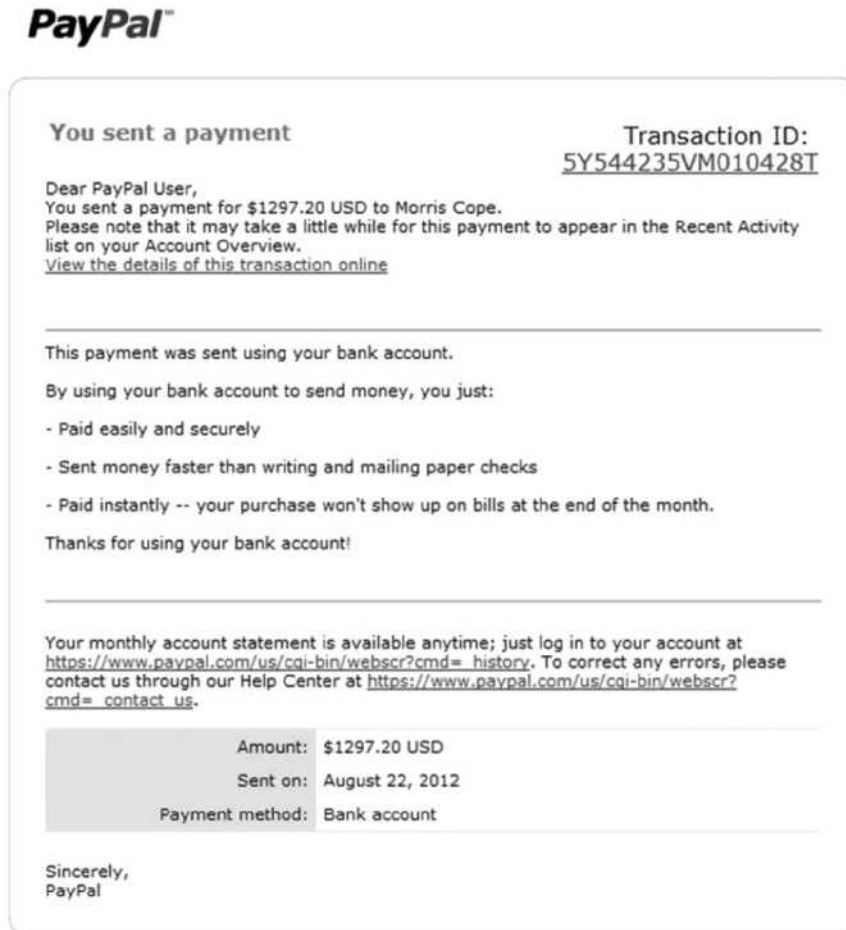 PayPal™
You sent a payment
Transaction ID:
5Y544235VM010428T
Dear PayPal User,
You sent a payment for $1297.20 USD to Morris Cope.
Please note that it may take a little while for this payment to appear in the Recent Activity
list on your Account Overview.
View the details of this transaction online
This payment was sent using your bank account.
By using your bank account to send money, you just:
- Paid easily and securely
- Sent money faster than writing and mailing paper checks
- Paid instantly -- your purchase won't show up on bills at the end of the month.
Thanks for using your bank account!
Your monthly account statement is available anytime; just log in to your account at
https://www.paypal.com/us/cgi-bin/webscr?cmd=_history. To correct any errors, please
contact us through our Help Center at https://www.paypal.com/us/cgi-bin/webscr?
cmd=_contact_us.
Amount: $1297.20 USD
Sent on: August 22, 2012
Payment method: Bank account
Sincerely,
PayPal